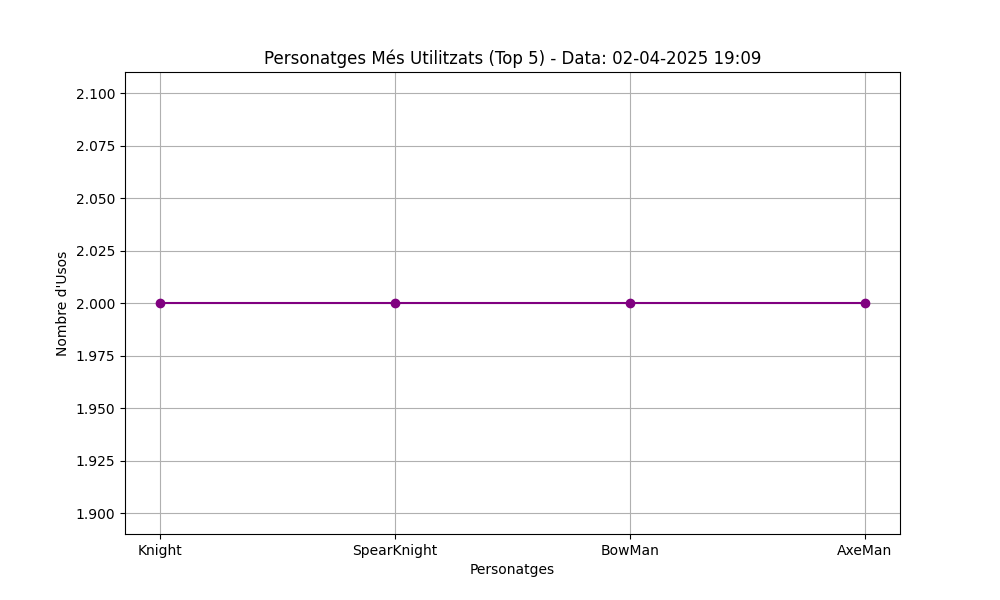 Personatges Més Utilitzats (Top 5) - Data: 02-04-2025 19:09
2.100
2.075
2.050
2.025
2.000
1.975
1.950
1.925
1.900
Nombre d'Usos
Knight SpearKnight BowMan AxeMan
Personatges